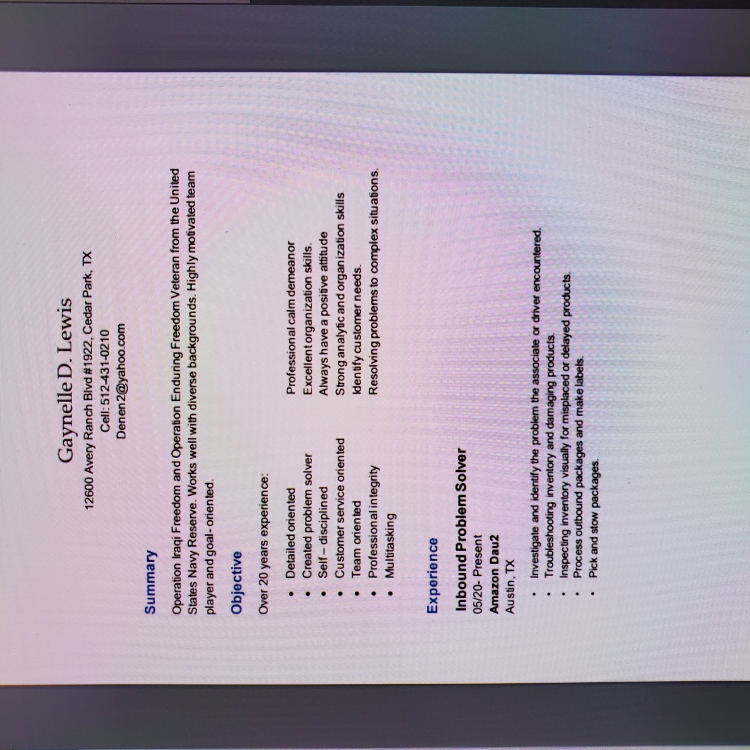 Gaynelle D. Lewis
12600 Avery Ranch Blvd #1922, Cedar Park, TX
Cell: 512-431-0210
Denen2@yahoo.com
Summary
Operation Iraqi Freedom and Operation Enduring Freedom Veteran from the United
States Navy Reserve. Works well with diverse backgrounds. Highly motivated team
player and goal- oriented.
Objective
Over 20 years experience:
• Detailed oriented Professional calm demeanor
• Created problem solver Excellent organization skills.
• Self – disciplined Always have a positive attitude
• Customer service oriented Strong analytic and organization skills
• Team oriented Identify customer needs.
• Professional integrity Resolving problems to complex situations.
• Multitasking
Experience
Inbound Problem Solver
05/20- Present
Amazon Dau2
Austin, TX
• Investigate and identify the problem the associate or driver encountered.
• Troubleshooting inventory and damaging products.
• Inspecting inventory visually for misplaced or delayed products.
• Process outbound packages and make labels.
• Pick and stow packages.